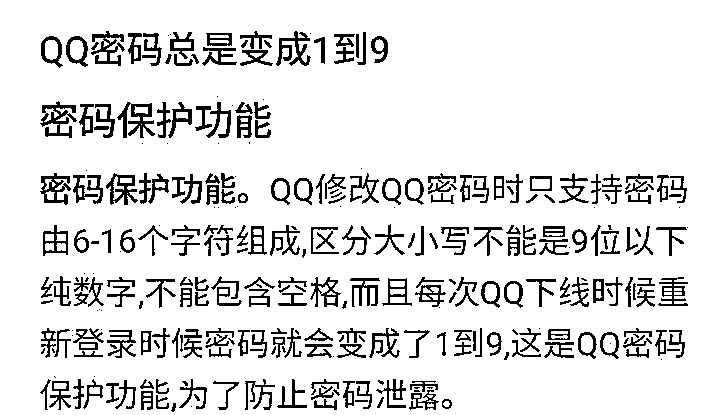 QQ密码总是变成1到9
密码保护功能
密码保护功能。QQ修改QQ密码时只支持密码
由6-16个字符组成,区分大小写不能是9位以下
纯数字,不能包含空格,而且每次QQ下线时候重
新登录时候密码就会变成了1到9,这是QQ密码
保护功能,为了防止密码泄露。